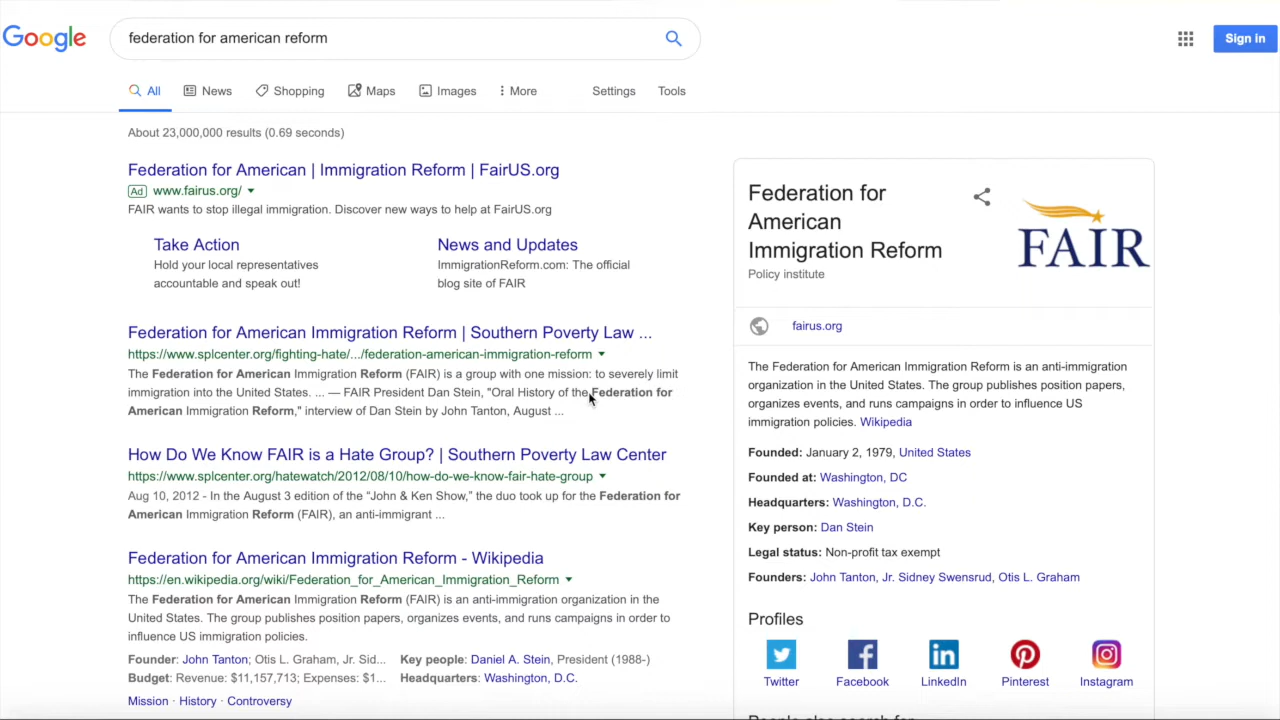 Google
federation for american reform
Sign in
All
News
Shopping
Maps
Images
More
Settings
Tools
About 23,000,000 results (0.69 seconds)
Federation for American | Immigration Reform | FairUS.org
Ad www.fairus.org/
FAIR wants to stop illegal immigration. Discover new ways to help at FairUS.org
Take Action
Hold your local representatives
accountable and speak out!
News and Updates
ImmigrationReform.com: The official
blog site of FAIR
Federation for American Immigration Reform | Southern Poverty Law ...
https://www.splcenter.org/fighting-hate/.../federation-american-immigration-reform
The Federation for American Immigration Reform (FAIR) is a group with one mission: to severely limit
immigration into the United States. ... — FAIR President Dan Stein, "Oral History of the Federation for
American Immigration Reform," interview of Dan Stein by John Tanton, August ...
How Do We Know FAIR is a Hate Group? | Southern Poverty Law Center
https://www.splcenter.org/hatewatch/2012/08/10/how-do-we-know-fair-hate-group
Aug 10, 2012 - In the August 3 edition of the “John & Ken Show,” the duo took up for the Federation for
American Immigration Reform (FAIR), an anti-immigrant ...
Federation for American Immigration Reform - Wikipedia
https://en.wikipedia.org/wiki/Federation_for_American_Immigration_Reform
The Federation for American Immigration Reform (FAIR) is an anti-immigration organization in the
United States. The group publishes position papers, organizes events, and runs campaigns in order to
influence US immigration policies.
Founder: John Tanton; Otis L. Graham, Jr. Sid... Key people: Daniel A. Stein, President (1988-)
Budget: Revenue: $11,157,713; Expenses: $1... Headquarters: Washington, D.C.
Mission · History · Controversy
Federation for
American
Immigration Reform
Policy institute
FAIR
fairus.org
The Federation for American Immigration Reform is an anti-immigration
organization in the United States. The group publishes position papers,
organizes events, and runs campaigns in order to influence US
immigration policies. Wikipedia
Founded: January 2, 1979, United States
Founded at: Washington, DC
Headquarters: Washington, D.C.
Key person: Dan Stein
Legal status: Non-profit tax exempt
Founders: John Tanton, Jr. Sidney Swensrud, Otis L. Graham
Profiles
Twitter
Facebook
LinkedIn
Pinterest
Instagram